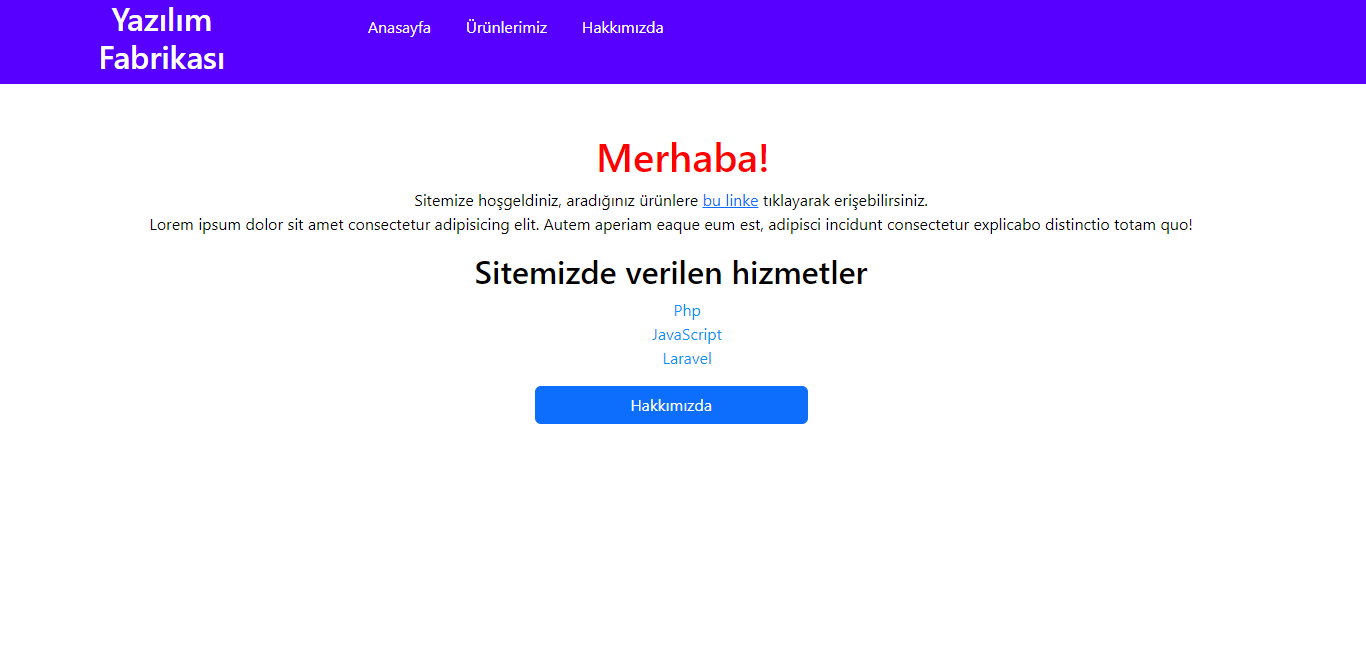 Yazılım
Fabrikası
Anasayfa Ürünlerimiz Hakkımızda
Merhaba!
Sitemize hoşgeldiniz, aradığınız ürünlere bu linke tıklayarak erişebilirsiniz.
Lorem ipsum dolor sit amet consectetur adipisicing elit. Autem aperiam eaque eum est, adipisci incidunt consectetur explicabo distinctio totam quo!
Sitemizde verilen hizmetler
Php
JavaScript
Laravel
Hakkımızda